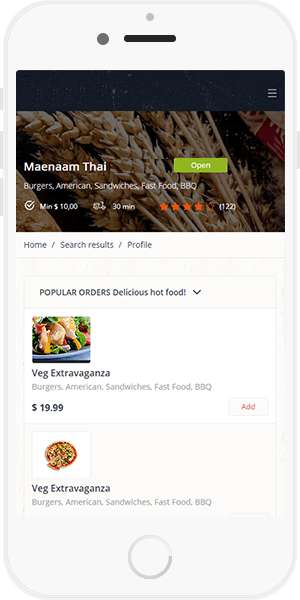 Maenaam Thai
Open
Burgers, American, Sandwiches, Fast Food, BBQ
Min $ 10,00
30 min
(122)
Home / Search results / Profile
POPULAR ORDERS Delicious hot food!
Veg Extravaganza
Burgers, American, Sandwiches, Fast Food, BBQ
$ 19.99
Add
Veg Extravaganza
Burgers, American, Sandwiches, Fast Food, BBQ